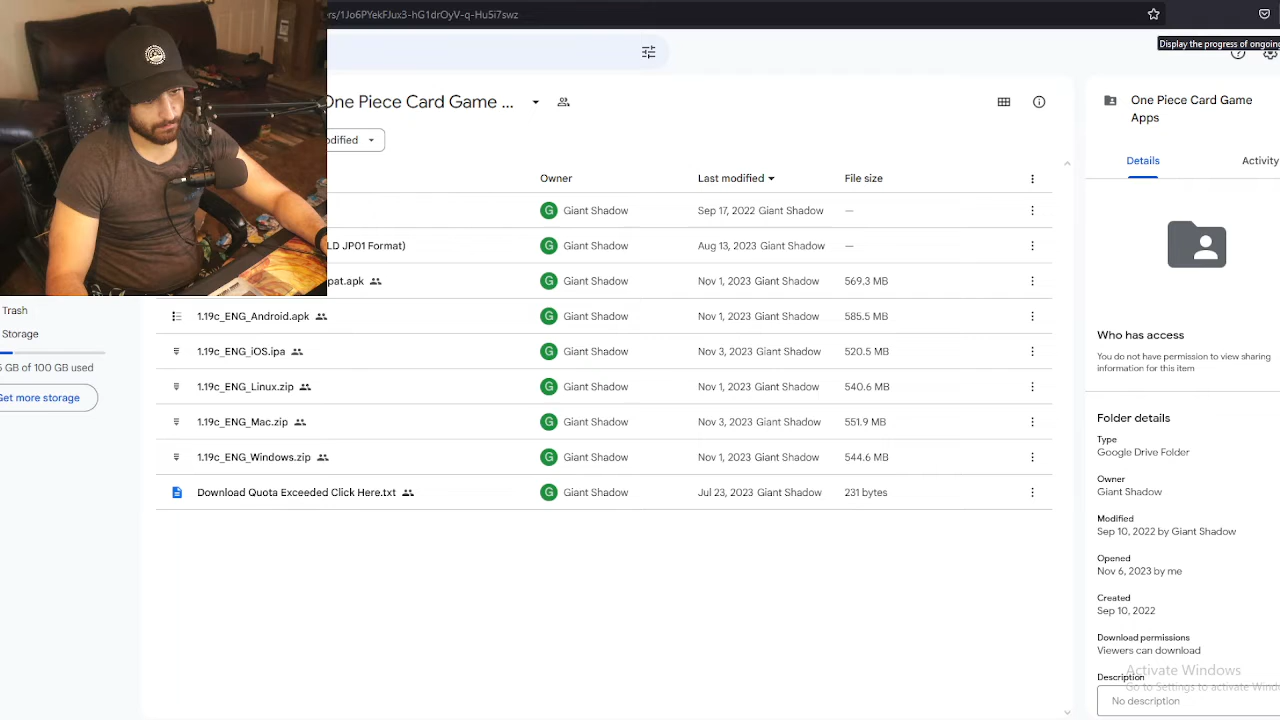 ers/1Jo6PYekFJux3-hG1drOyV-q-Hu5i7swz
Display the progress of ongoing
One Piece Card Game ...
One Piece Card Game
Apps
odified
Details
Activity
Owner
Last modified
File size
Giant Shadow
Sep 17, 2022 Giant Shadow
—
LD JP01 Format)
Giant Shadow
Aug 13, 2023 Giant Shadow
—
pat.apk
Giant Shadow
Nov 1, 2023 Giant Shadow
569.3 MB
1.19c_ENG_Android.apk
Giant Shadow
Nov 1, 2023 Giant Shadow
585.5 MB
1.19c_ENG_iOS.ipa
Giant Shadow
Nov 3, 2023 Giant Shadow
520.5 MB
1.19c_ENG_Linux.zip
Giant Shadow
Nov 1, 2023 Giant Shadow
540.6 MB
1.19c_ENG_Mac.zip
Giant Shadow
Nov 3, 2023 Giant Shadow
551.9 MB
1.19c_ENG_Windows.zip
Giant Shadow
Nov 1, 2023 Giant Shadow
544.6 MB
Download Quota Exceeded Click Here.txt
Giant Shadow
Jul 23, 2023 Giant Shadow
231 bytes
Trash
Storage
GB of 100 GB used
Get more storage
Who has access
You do not have permission to view sharing
information for this item
Folder details
Type
Google Drive Folder
Owner
Giant Shadow
Modified
Sep 10, 2022 by Giant Shadow
Opened
Nov 6, 2023 by me
Created
Sep 10, 2022
Download permissions
Viewers can download
Description
No description
Activate Windows
Go to Settings to activate Wind